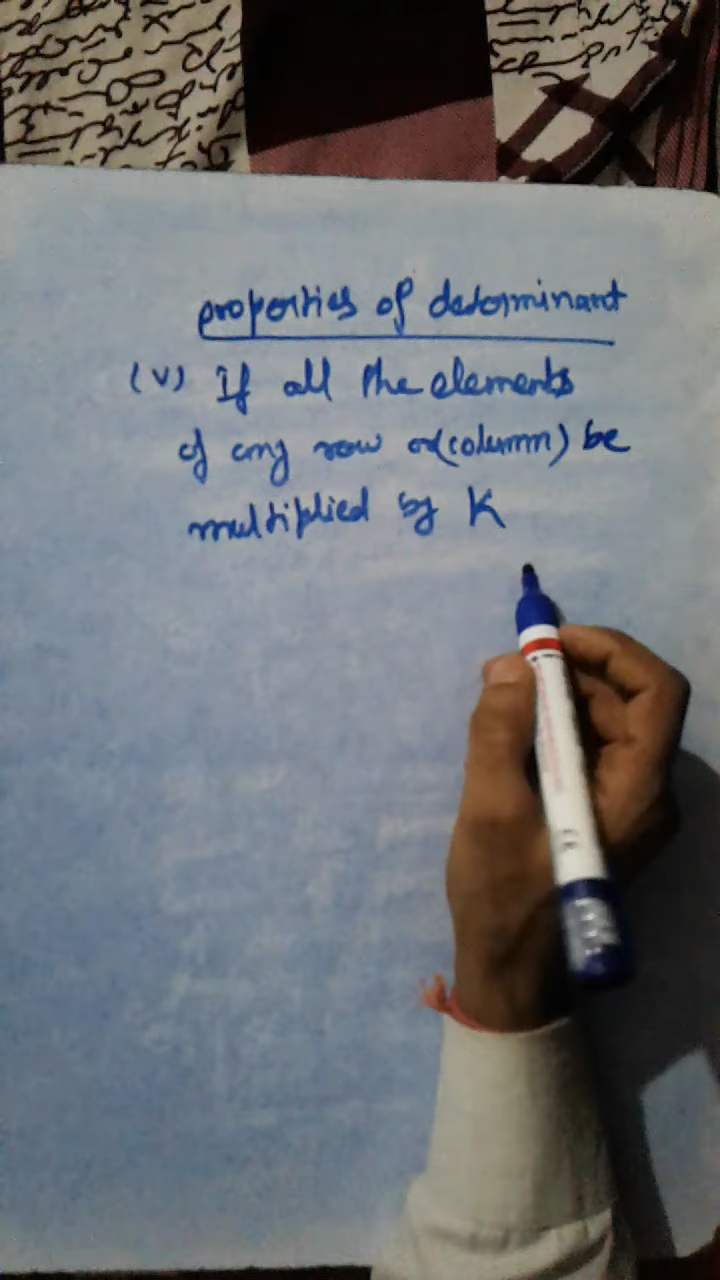 properties of determinant
(v) If all the elements
of any row or(column) be
multiplied by K